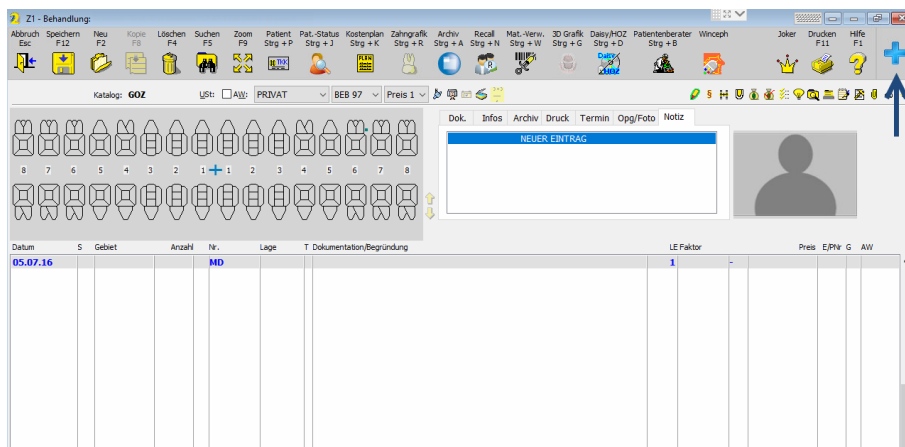 Z1 - Behandlung:
Abbruch Speichern Neu Kopie Löschen Suchen Zoom Patient Pat.-Status Kostenplan Zahngrafik Archiv Recall Mat.-Verw. 3D Grafik Daisy/HOZ Patientenberater Winceph Joker Drucken Hilfe
Esc F12 F2 F8 F4 F5 F9 Strg + P Strg + J Strg + K Strg + R Strg + A Strg + N Strg + W Strg + G Strg + D Strg + B F11 F1
Katalog: GOZ USt: AW: PRIVAT BEB 97 Preis 1
Dok. Infos Archiv Druck Termin Opg/Foto Notiz
NEUER EINTRAG
8 7 6 5 4 3 2 1 1 2 3 4 5 6 7 8
Datum S Gebiet Anzahl Nr. Lage T Dokumentation/Begründung LE Faktor Preis E/PNr G AW
05.07.16 MD 1 -